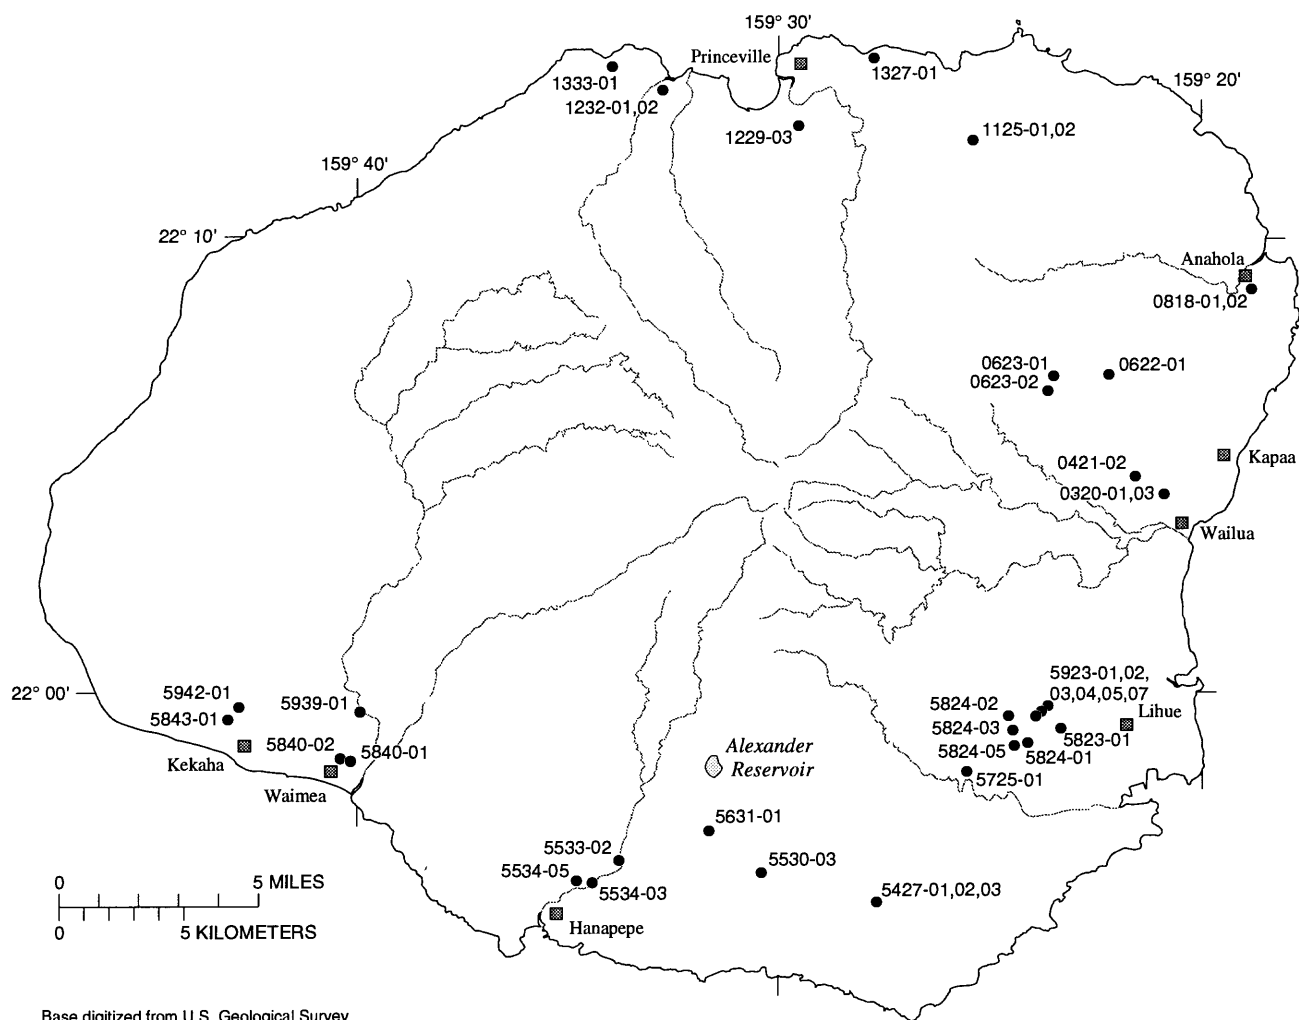 159° 30'
Princeville
1327-01
1333-01
1232-01,02
159° 20'
1229-03
1125-01,02
159° 40'
22° 10'
Anahola
0818-01,02
0623-01
0622-01
0623-02
Kapaa
0421-02
0320-01,03
Wailua
22° 00'
5942-01
5843-01
5939-01
5923-01,02,
03,04,05,07
5824-02
Lihue
5824-03
5823-01
5824-05
5824-01
5725-01
Kekaha
5840-02
5840-01
Waimea
Alexander
Reservoir
5631-01
5533-02
5530-03
5534-05
5534-03
5427-01,02,03
Hanapepe
0 5 MILES
0 5 KILOMETERS
Base digitized from U.S. Geological Survey